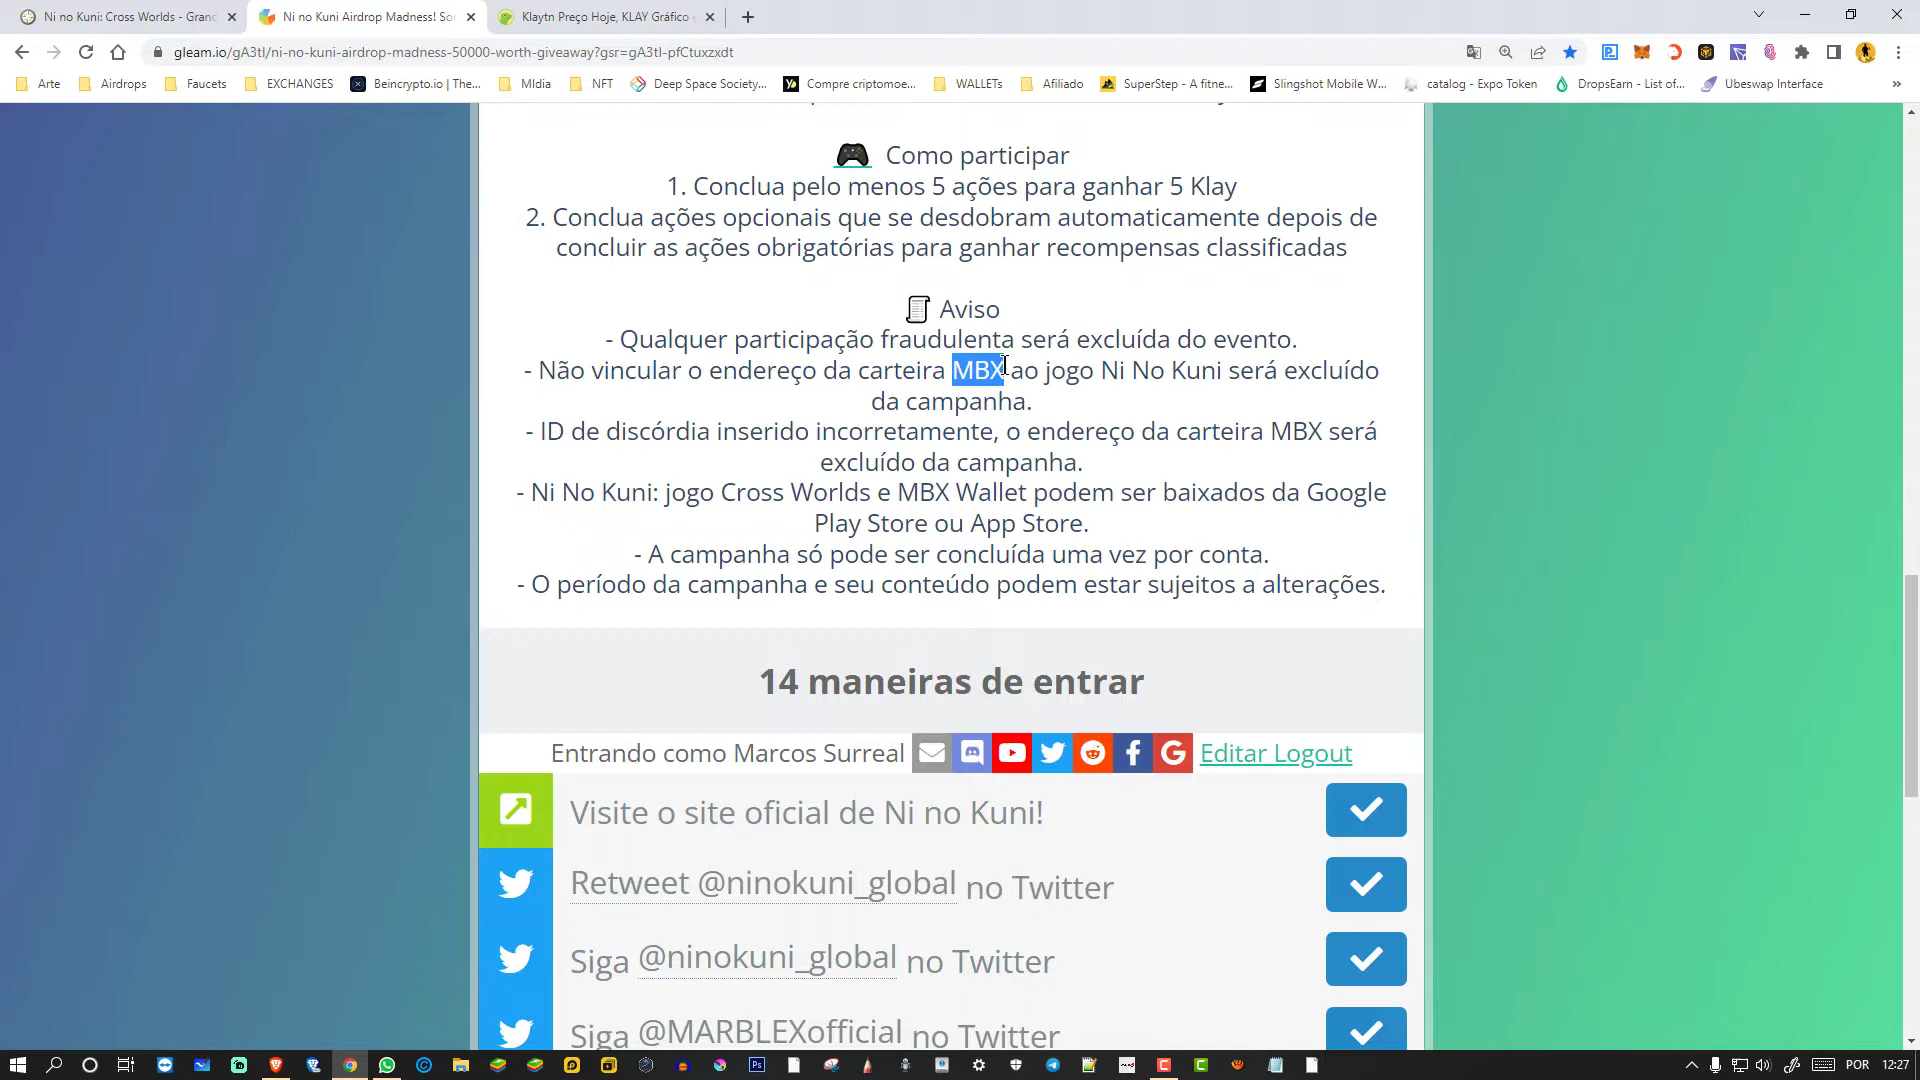 Ni no Kuni: Cross Worlds - Gran
Ni no Kuni Airdrop Madness! So
Klaytn Preço Hoje, KLAY Gráfico
gleam.io/gA3tI/ni-no-kuni-airdrop-madness-50000-worth-giveaway?gsr=gA3tI-pfCtuxzxdt
Arte
Airdrops
Faucets
EXCHANGES
Beincrypto.io | The...
MIdia
NFT
Deep Space Society...
Compre criptomoe...
WALLETs
Afiliado
SuperStep - A fitne...
Slingshot Mobile W...
catalog - Expo Token
DropsEarn - List of...
Ubeswap Interface
»
Como participar
1. Conclua pelo menos 5 ações para ganhar 5 Klay
2. Conclua ações opcionais que se desdobram automaticamente depois de
concluir as ações obrigatórias para ganhar recompensas classificadas
Aviso
- Qualquer participação fraudulenta será excluída do evento.
- Não vincular o endereço da carteira MBX ao jogo Ni No Kuni será excluído
da campanha.
- ID de discórdia inserido incorretamente, o endereço da carteira MBX será
excluído da campanha.
- Ni No Kuni: jogo Cross Worlds e MBX Wallet podem ser baixados da Google
Play Store ou App Store.
- A campanha só pode ser concluída uma vez por conta.
- O período da campanha e seu conteúdo podem estar sujeitos a alterações.
14 maneiras de entrar
Entrando como Marcos Surreal
Editar Logout
Visite o site oficial de Ni no Kuni!
Retweet @ninokuni_global no Twitter
Siga @ninokuni_global no Twitter
Siga @MARBLEXofficial no Twitter
POR
12:27